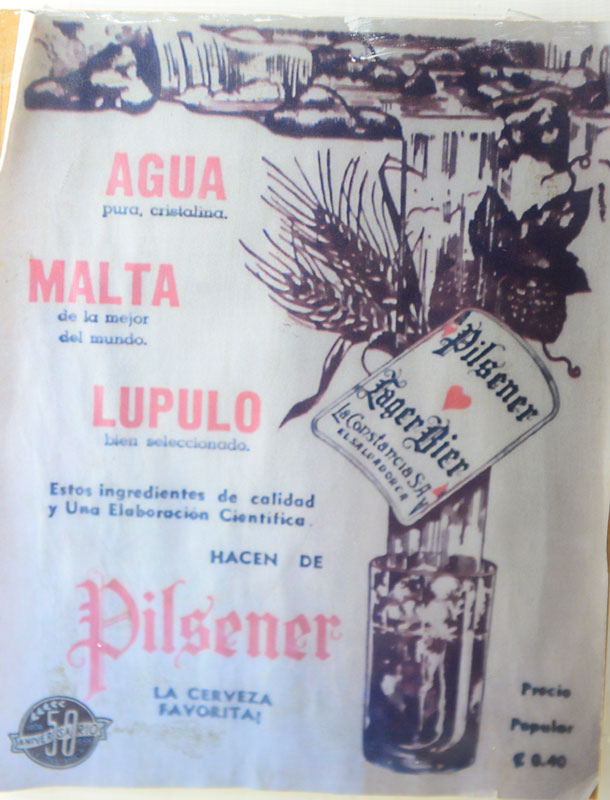 AGUA
pura, cristalina.
MALTA
de la mejor
del mundo.
LUPULO
bien seleccionado.
Estos ingredientes de calidad
y Una Elaboración Científica.
HACEN DE
Pilsener
LA CERVEZA
FAVORITA!
50
ANIVERSARIO
Pilsener
Lager Bier
La Constancia S.A.
EL SALVADOR C.A.
Precio
Popular
₡ 0.40